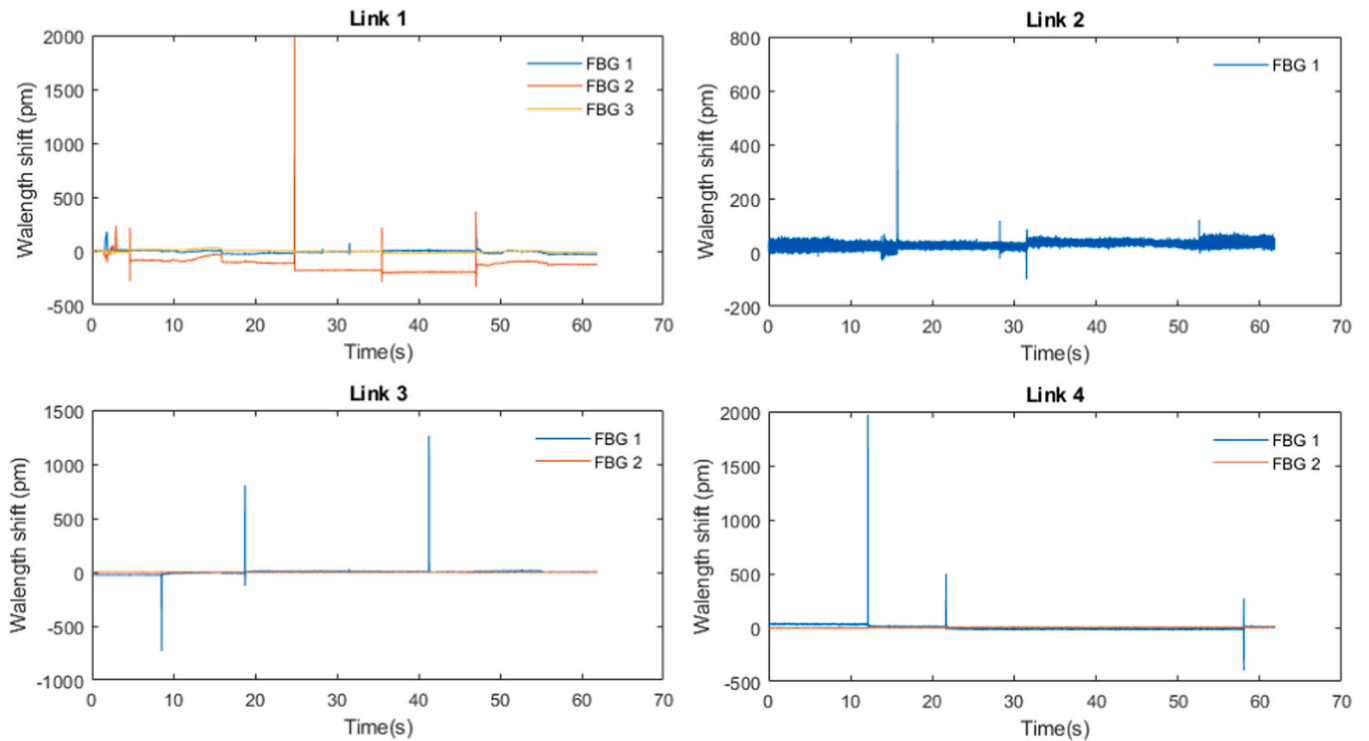 Link 1
2000
1500
1000
500
0
-500
Walength shift (pm)
FBG 1
FBG 2
FBG 3
0 10 20 30 40 50 60 70
Time(s)
Link 2
800
600
400
200
0
-200
Walength shift (pm)
FBG 1
0 10 20 30 40 50 60 70
Time(s)
Link 3
1500
1000
500
0
-500
-1000
Walength shift (pm)
FBG 1
FBG 2
0 10 20 30 40 50 60 70
Time(s)
Link 4
2000
1500
1000
500
0
-500
Walength shift (pm)
FBG 1
FBG 2
0 10 20 30 40 50 60 70
Time(s)